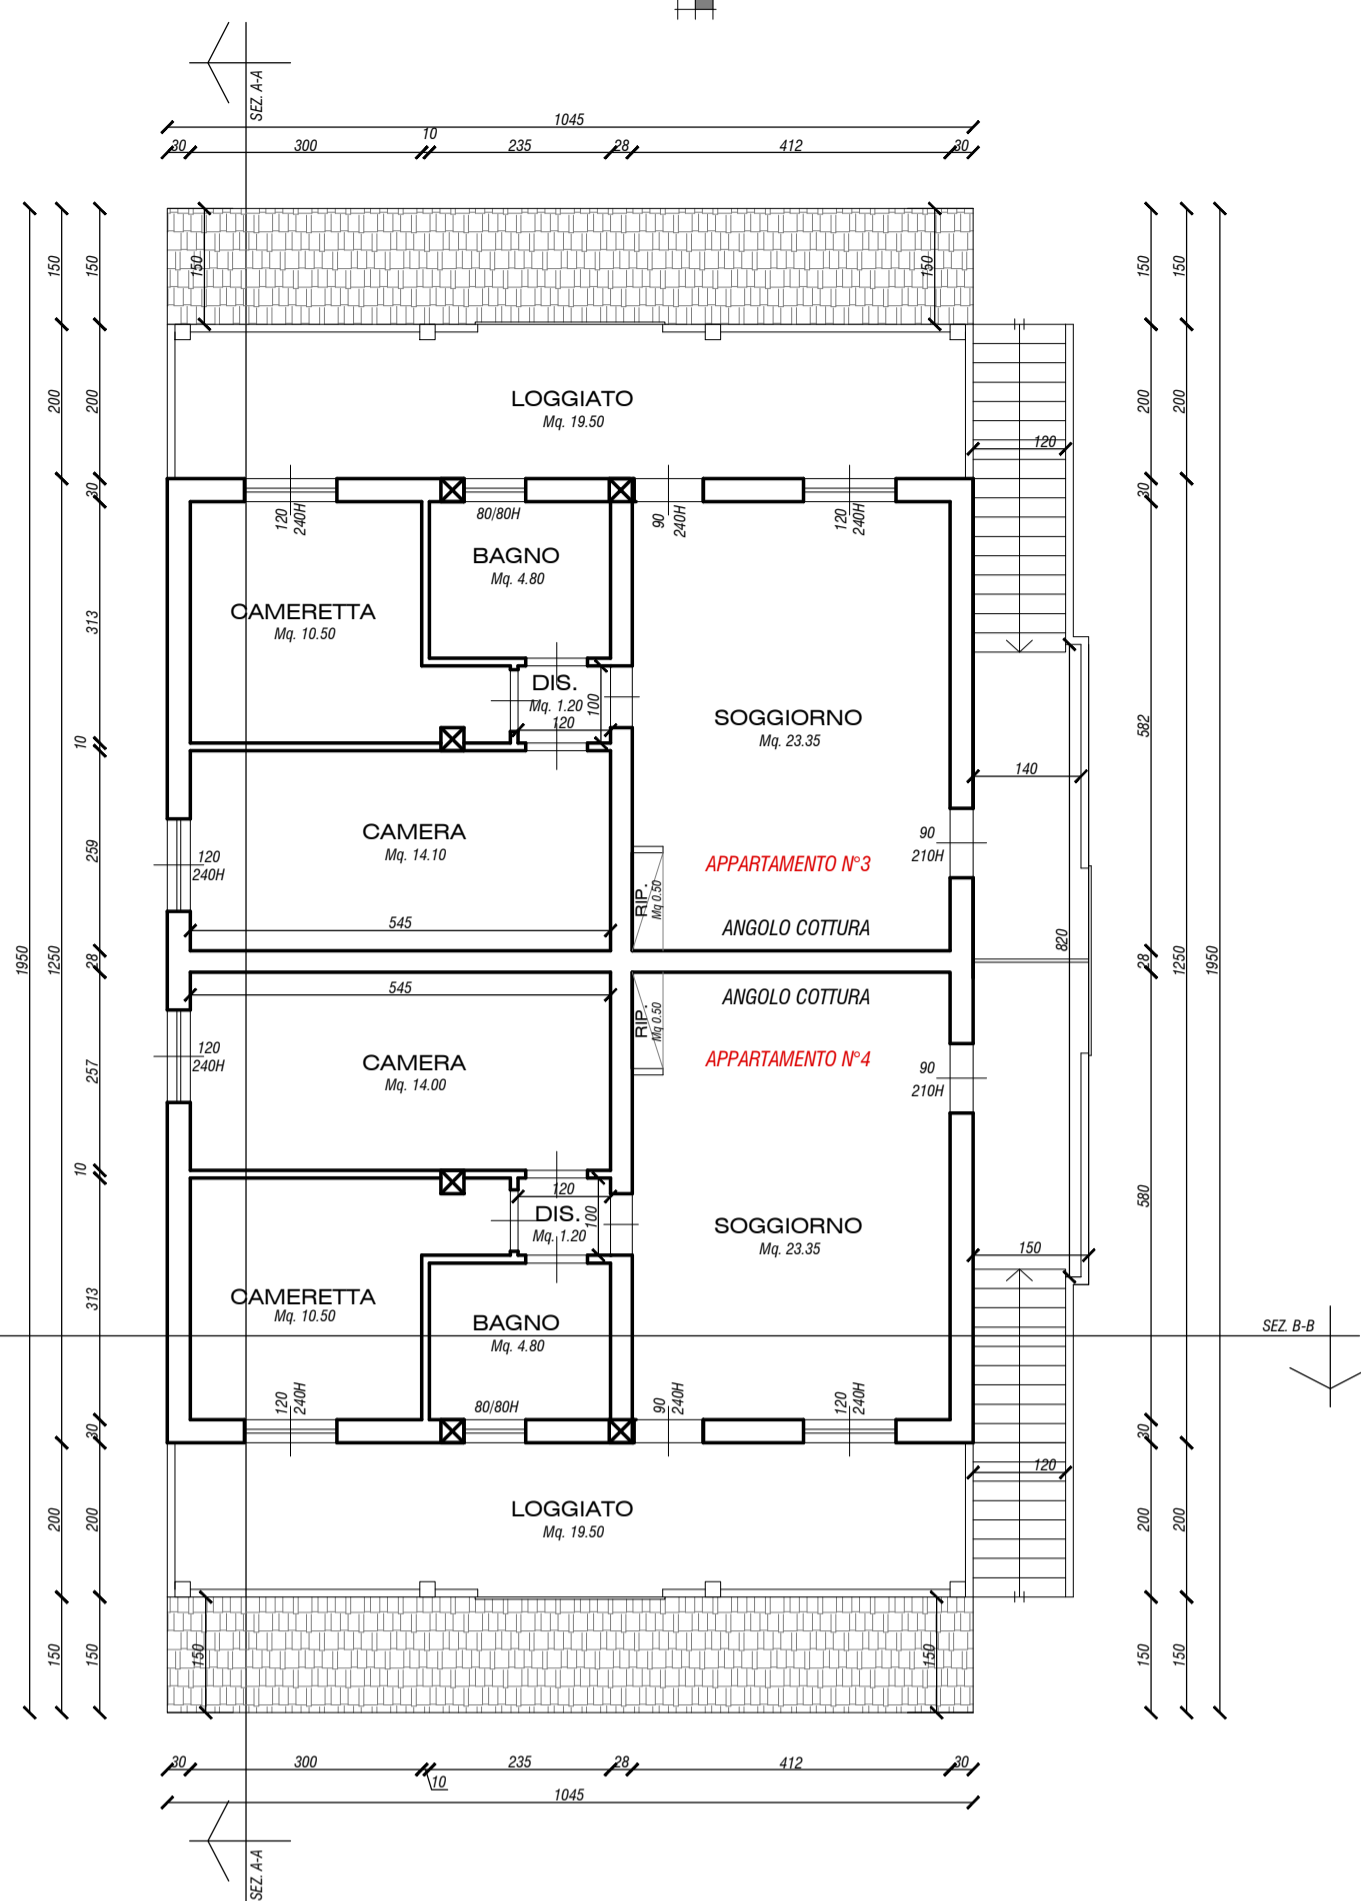 SEZ. A-A
1045
30
300
10
235
28
412
30
150
150
150
150
150
150
200
200
200
200
LOGGIATO
Mq. 19.50
120
30
30
120
240H
80/80H
90
240H
120
240H
BAGNO
Mq. 4.80
CAMERETTA
Mq. 10.50
313
DIS.
Mq. 1.20
100
120
SOGGIORNO
Mq. 23.35
582
10
140
CAMERA
Mq. 14.10
259
120
240H
90
210H
APPARTAMENTO N°3
RIP.
Mq 0.50
545
ANGOLO COTTURA
820
1950
1250
28
28
1250
1950
545
ANGOLO COTTURA
RIP.
Mq 0.50
120
240H
CAMERA
Mq. 14.00
257
APPARTAMENTO N°4
90
210H
10
120
DIS.
Mq. 1.20
100
580
SOGGIORNO
Mq. 23.35
150
CAMERETTA
Mq. 10.50
313
BAGNO
Mq. 4.80
SEZ. B-B
120
240H
80/80H
90
240H
120
240H
30
30
120
LOGGIATO
Mq. 19.50
200
200
200
200
150
150
150
150
150
150
30
300
10
235
28
412
30
1045
SEZ. A-A